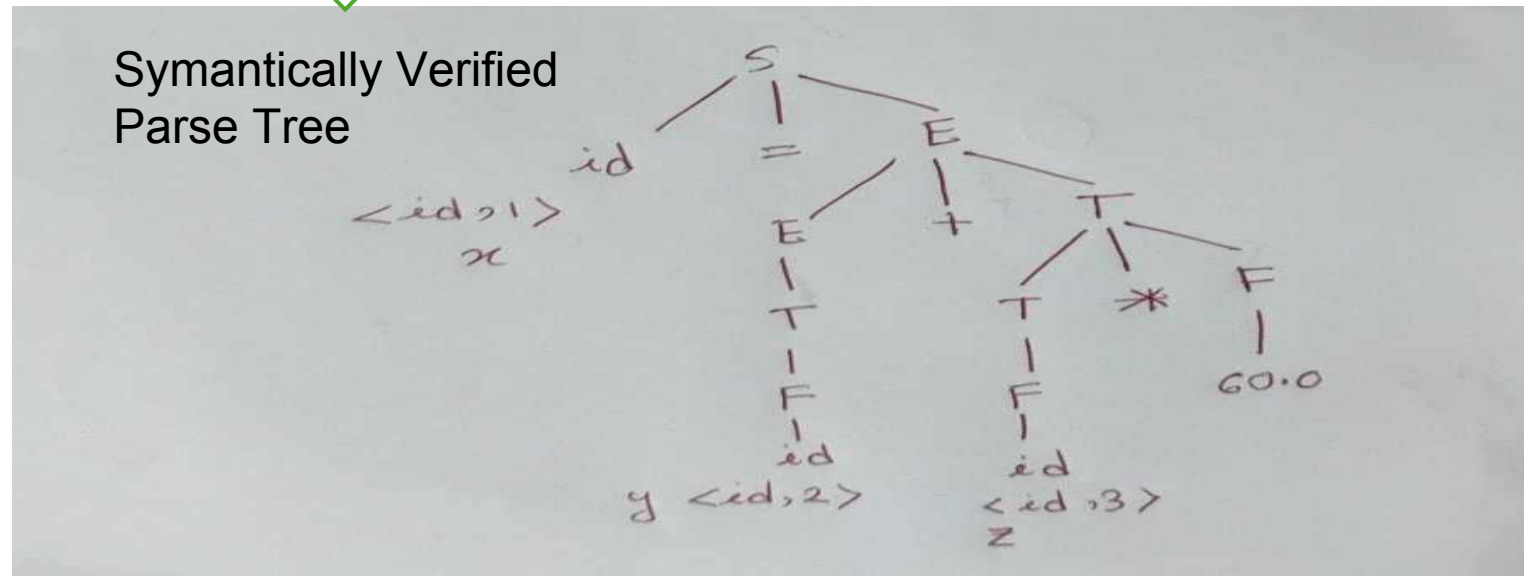 Symantically Verified
Parse Tree
S
id = E
<id,1>
x
E + T
T T * F
F F 60.0
id id
y <id,2> <id,3>
z